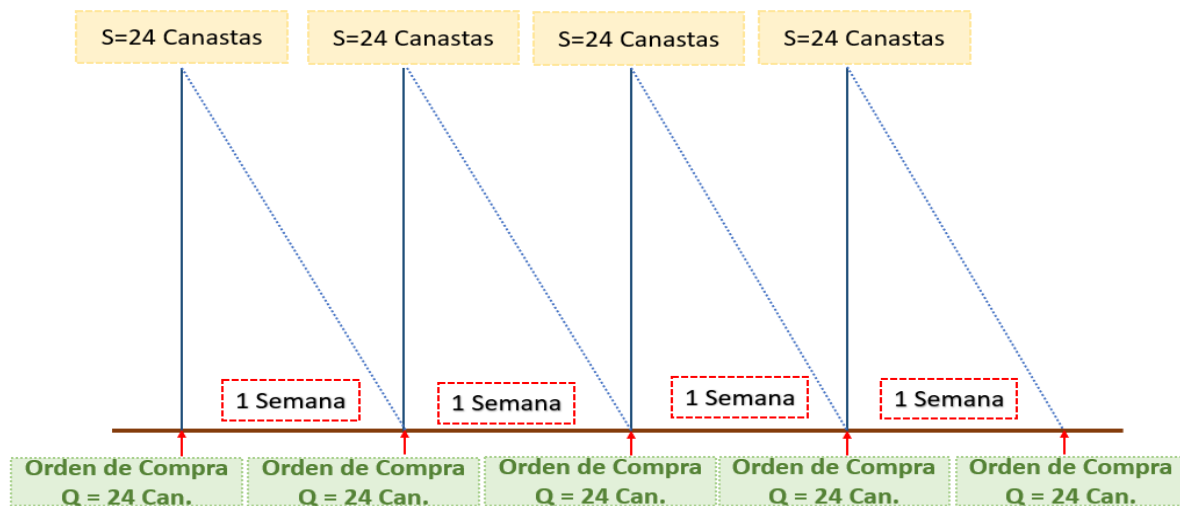 S=24 Canastas
S=24 Canastas
S=24 Canastas
S=24 Canastas
1 Semana
1 Semana
1 Semana
1 Semana
Orden de Compra
Q = 24 Can.
Orden de Compra
Q = 24 Can.
Orden de Compra
Q = 24 Can.
Orden de Compra
Q = 24 Can.
Orden de Compra
Q = 24 Can.